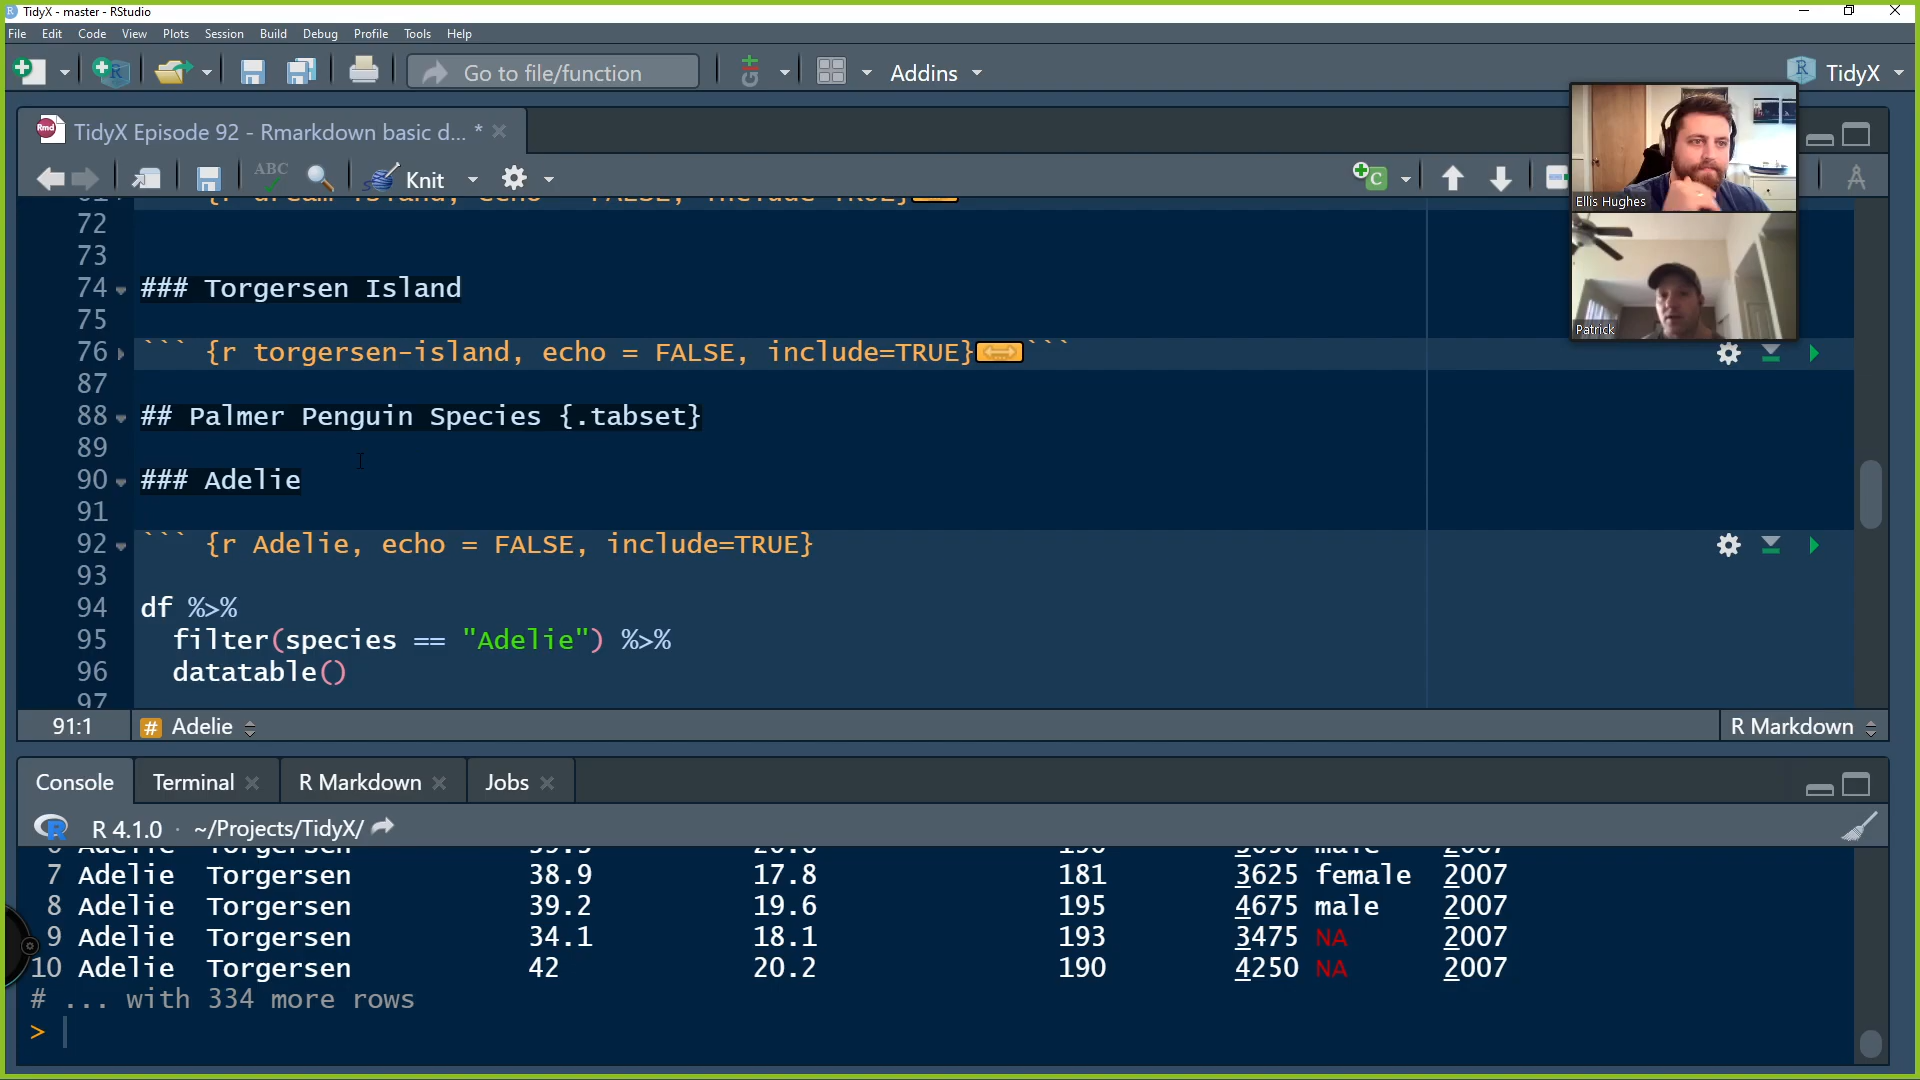 TidyX - master - RStudio
File Edit Code View Plots Session Build Debug Profile Tools Help
Go to file/function
Addins
TidyX
TidyX Episode 92 - Rmarkdown basic d... *
ABC
Knit
Ellis Hughes
Patrick
72
73
74 ### Torgersen Island
75
76 ``` {r torgersen-island, echo = FALSE, include=TRUE}```
87
88 ## Palmer Penguin Species {.tabset}
89
90 ### Adelie
91
92 ``` {r Adelie, echo = FALSE, include=TRUE}
93
94 df %>%
95 filter(species == "Adelie") %>%
96 datatable()
97
91:1 # Adelie R Markdown
Console Terminal R Markdown Jobs
R 4.1.0 · ~/Projects/TidyX/
7 Adelie Torgersen 38.9 17.8 181 3625 female 2007
8 Adelie Torgersen 39.2 19.6 195 4675 male 2007
9 Adelie Torgersen 34.1 18.1 193 3475 NA 2007
10 Adelie Torgersen 42 20.2 190 4250 NA 2007
# ... with 334 more rows
>